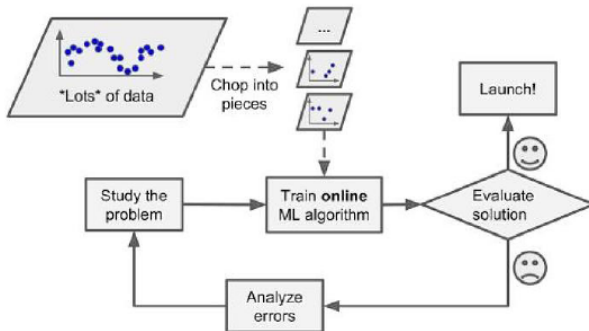 *Lots* of data
Chop into
pieces
...
Launch!
Study the
problem
Train online
ML algorithm
Evaluate
solution
Analyze
errors